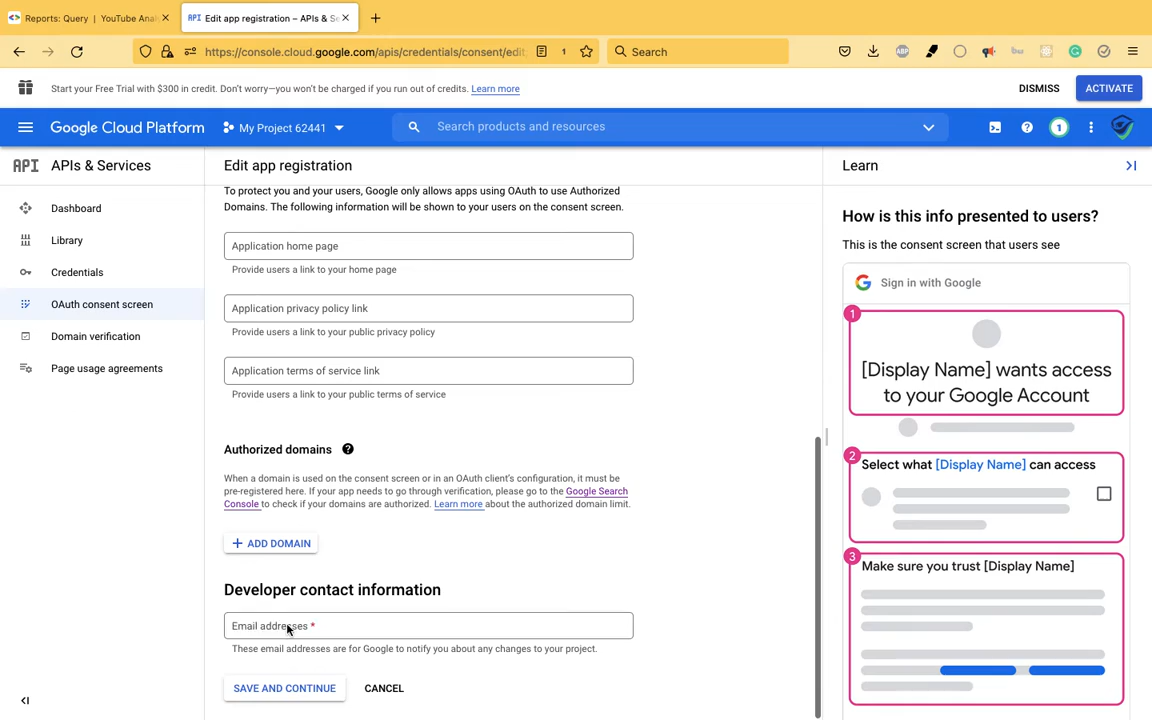 <> Reports: Query | YouTube Anal ×
API Edit app registration – APIs & Se ×
+
https://console.cloud.google.com/apis/credentials/consent/edit
1
Search
ABP
Start your Free Trial with $300 in credit. Don't worry—you won't be charged if you run out of credits. Learn more
DISMISS
ACTIVATE
Google Cloud Platform
My Project 62441
Search products and resources
1
API APIs & Services
Dashboard
Library
Credentials
OAuth consent screen
Domain verification
Page usage agreements
Edit app registration
To protect you and your users, Google only allows apps using OAuth to use Authorized
Domains. The following information will be shown to your users on the consent screen.
Application home page
Provide users a link to your home page
Application privacy policy link
Provide users a link to your public privacy policy
Application terms of service link
Provide users a link to your public terms of service
Authorized domains
When a domain is used on the consent screen or in an OAuth client's configuration, it must be
pre-registered here. If your app needs to go through verification, please go to the Google Search
Console to check if your domains are authorized. Learn more about the authorized domain limit.
+ ADD DOMAIN
Developer contact information
Email addresses *
These email addresses are for Google to notify you about any changes to your project.
SAVE AND CONTINUE
CANCEL
Learn
How is this info presented to users?
This is the consent screen that users see
G Sign in with Google
1
[Display Name] wants access
to your Google Account
2
Select what [Display Name] can access
3
Make sure you trust [Display Name]